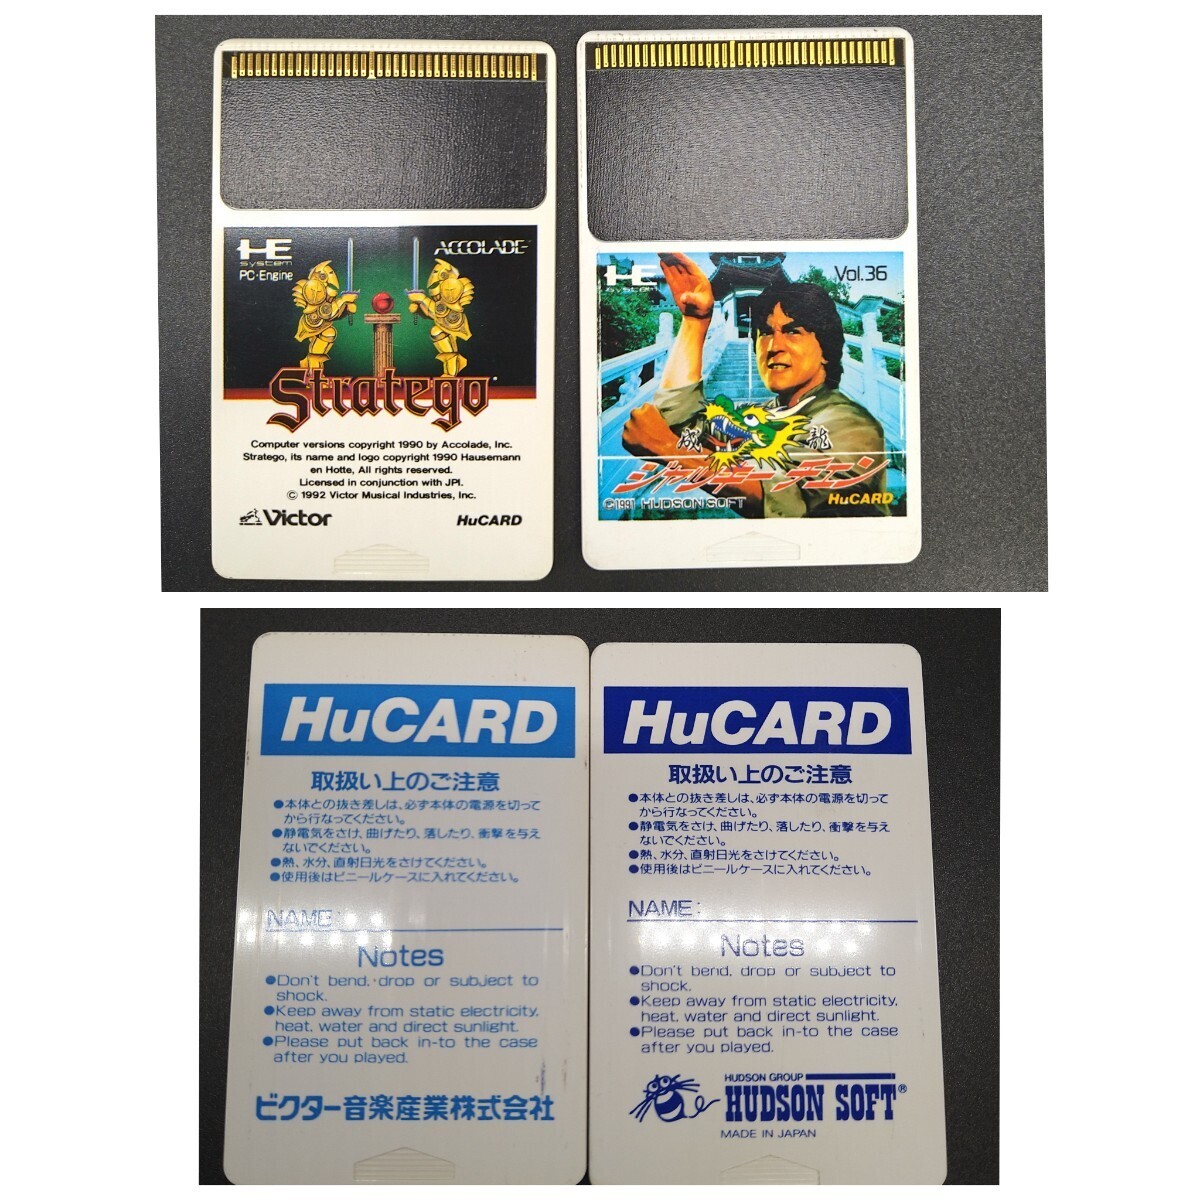 HE
system
PC-Engine
ACCOLADE
Stratego
Computer versions copyright 1990 by Accolade, Inc.
Stratego, its name and logo copyright 1990 Hausemann
en Hotte, All rights reserved.
Licensed in conjunction with JPI.
© 1992 Victor Musical Industries, Inc.
Victor
HuCARD
HE
system
Vol.36
成龍
ジャッキーチェン
©1991 HUDSON SOFT
HuCARD
HuCARD
取扱い上のご注意
●本体との抜き差しは、必ず本体の電源を切って
から行なってください。
●静電気をさけ、曲げたり、落したり、衝撃を与え
ないでください。
●熱、水分、直射日光をさけてください。
●使用後はビニールケースに入れてください。
NAME:
Notes
●Don't bend, drop or subject to
shock.
●Keep away from static electricity,
heat, water and direct sunlight.
●Please put back in-to the case
after you played.
ビクター音楽産業株式会社
HuCARD
取扱い上のご注意
●本体との抜き差しは、必ず本体の電源を切って
から行なってください。
●静電気をさけ、曲げたり、落したり、衝撃を与え
ないでください。
●熱、水分、直射日光をさけてください。
●使用後はビニールケースに入れてください。
NAME:
Notes
●Don't bend, drop or subject to
shock.
●Keep away from static electricity,
heat, water and direct sunlight.
●Please put back in-to the case
after you played.
HUDSON GROUP
HUDSON SOFT®
MADE IN JAPAN